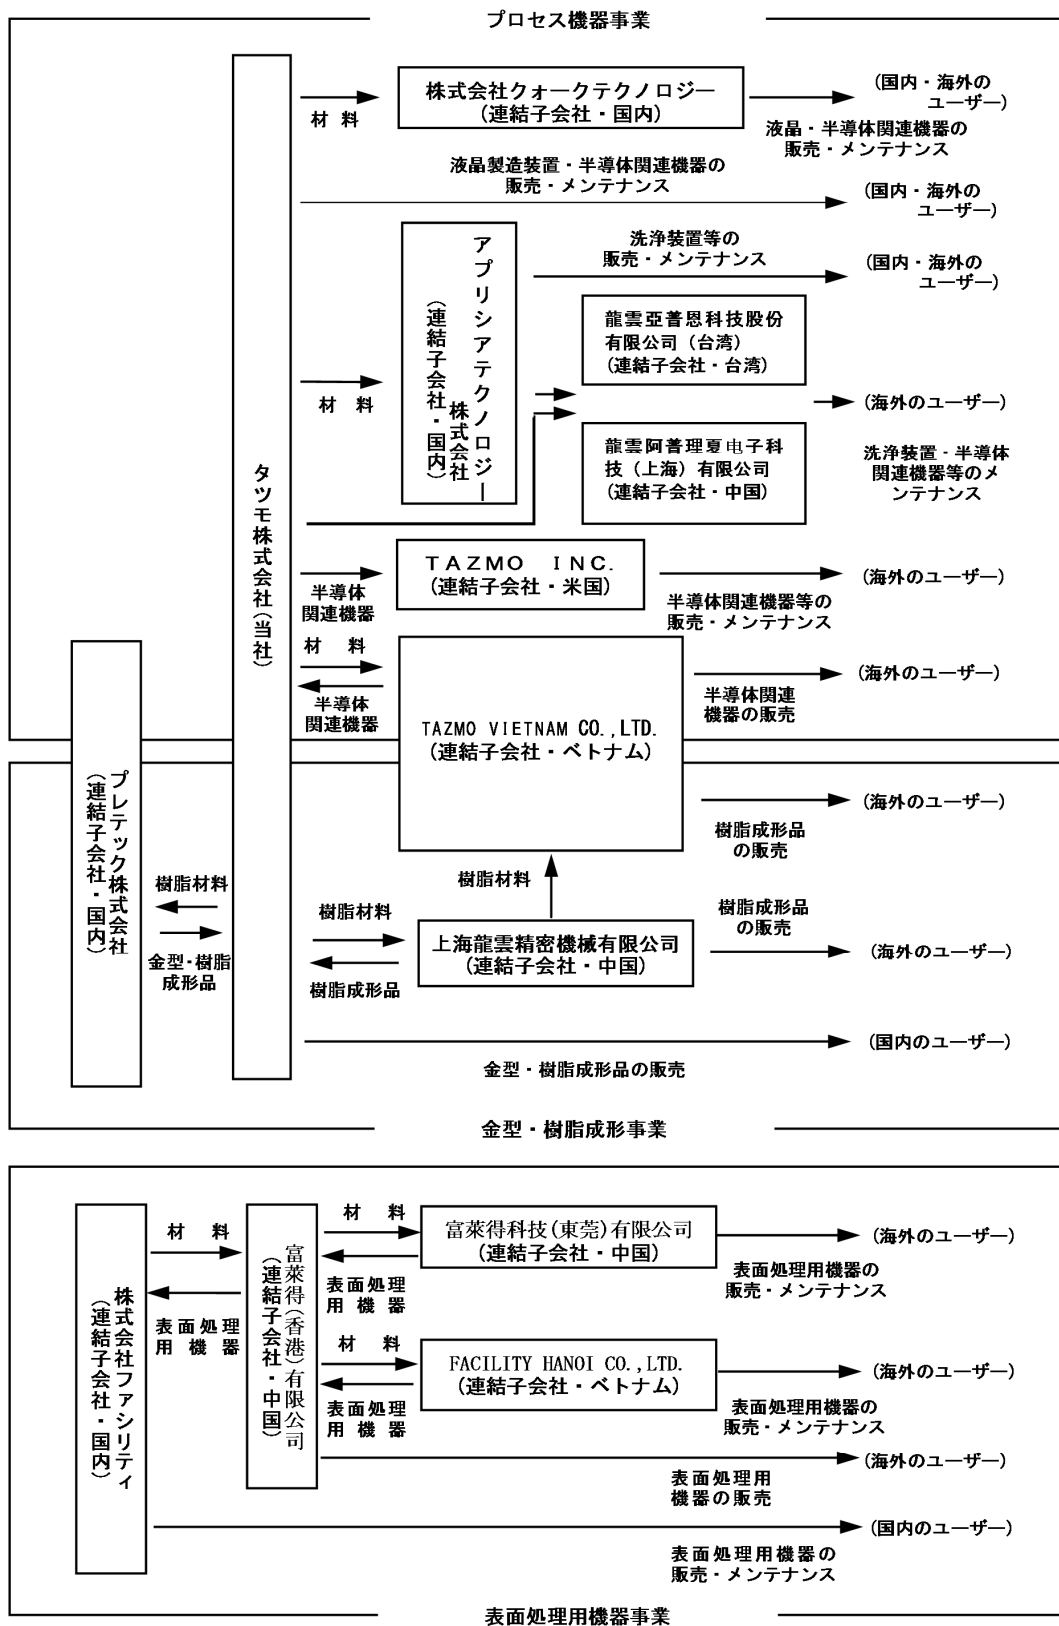 プロセス機器事業
タツモ株式会社(当社)
材 料
株式会社クォークテクノロジー
(連結子会社・国内)
(国内・海外の
ユーザー)
液晶・半導体関連機器の
販売・メンテナンス
液晶製造装置・半導体関連機器の
販売・メンテナンス
(国内・海外の
ユーザー)
アプリシアテクノロジー
株式会社
(連結子会社・国内)
材 料
洗浄装置等の
販売・メンテナンス
(国内・海外の
ユーザー)
龍雲亞普恩科技股份
有限公司(台湾)
(連結子会社・台湾)
(海外のユーザー)
龍雲阿普理夏电子科
技(上海)有限公司
(連結子会社・中国)
洗浄装置・半導体
関連機器等のメ
ンテナンス
半導体
関連機器
TAZMO INC.
(連結子会社・米国)
(海外のユーザー)
半導体関連機器等の
販売・メンテナンス
材 料
半導体
関連機器
TAZMO VIETNAM CO.,LTD.
(連結子会社・ベトナム)
(海外のユーザー)
半導体関連
機器の販売
プレテック株式会社
(連結子会社・国内)
(海外のユーザー)
樹脂成形品
の販売
樹脂材料
樹脂材料
金型・樹脂
成形品
樹脂材料
樹脂成形品
上海龍雲精密機械有限公司
(連結子会社・中国)
樹脂成形品
の販売
(海外のユーザー)
(国内のユーザー)
金型・樹脂成形品の販売
金型・樹脂成形事業
株式会社ファシリティ
(連結子会社・国内)
材 料
表面処理
用機器
富萊得(香港)有限公司
(連結子会社・中国)
材 料
表面処理
用機器
富萊得科技(東莞)有限公司
(連結子会社・中国)
(海外のユーザー)
表面処理用機器の
販売・メンテナンス
材 料
表面処理
用機器
FACILITY HANOI CO.,LTD.
(連結子会社・ベトナム)
(海外のユーザー)
表面処理用機器の
販売・メンテナンス
(海外のユーザー)
表面処理用
機器の販売
(国内のユーザー)
表面処理用機器の
販売・メンテナンス
表面処理用機器事業